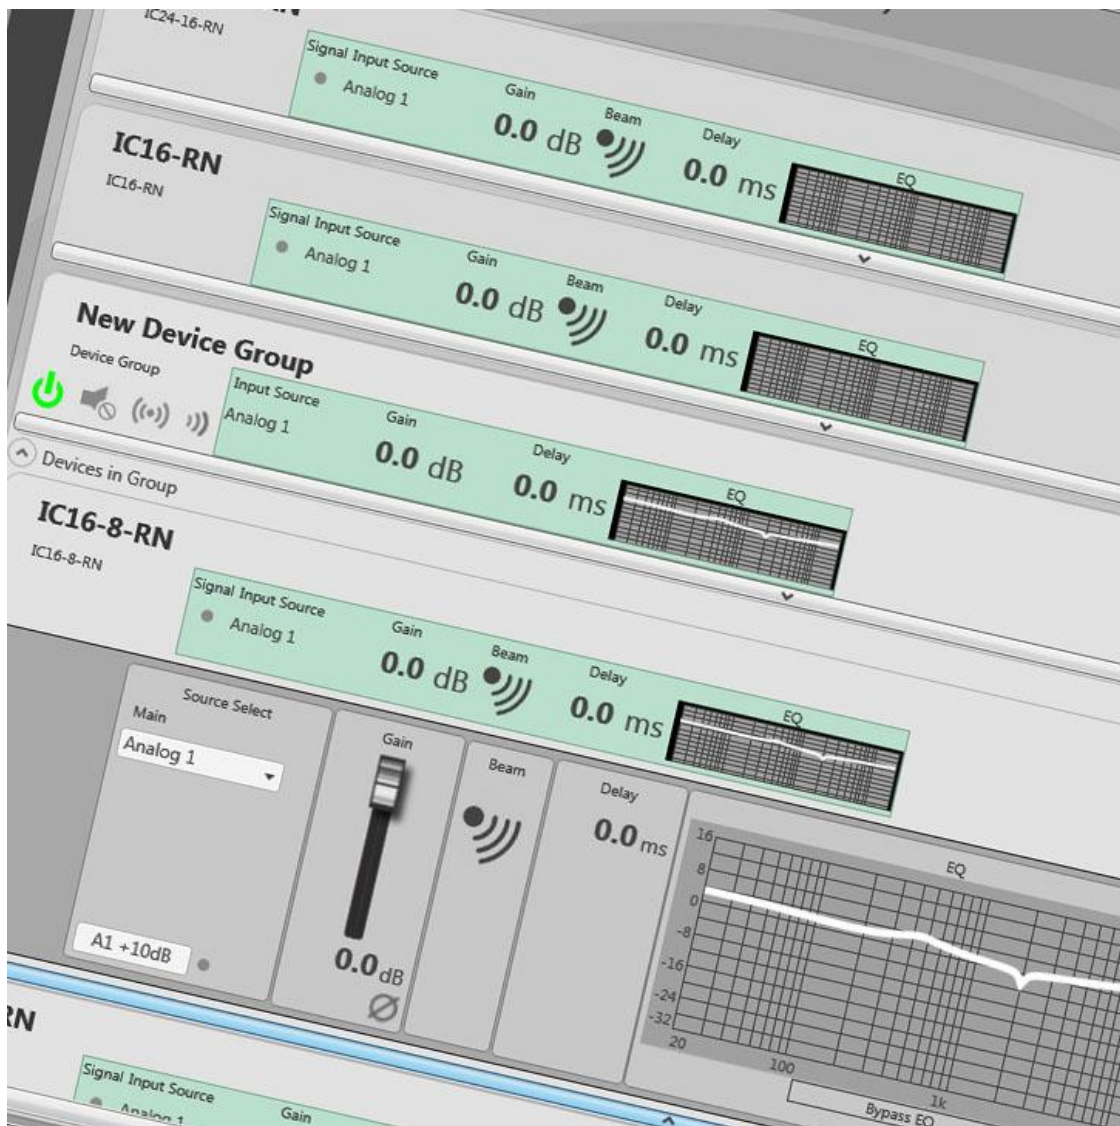 IC24-16-RN
Signal Input Source
Analog 1
Gain
0.0 dB
Beam
Delay
0.0 ms
EQ
IC16-RN
IC16-RN
Signal Input Source
Analog 1
Gain
0.0 dB
Beam
Delay
0.0 ms
EQ
New Device Group
Device Group
Input Source
Analog 1
Gain
0.0 dB
Delay
0.0 ms
EQ
Devices in Group
IC16-8-RN
IC16-8-RN
Signal Input Source
Analog 1
Gain
0.0 dB
Beam
Delay
0.0 ms
EQ
Source Select
Main
Analog 1
A1 +10dB
Gain
0.0 dB
Beam
Delay
0.0 ms
EQ
16
8
0
-8
-16
-24
-32
20
100
1k
Bypass EQ
RN
Signal Input Source
Analog 1
Gain